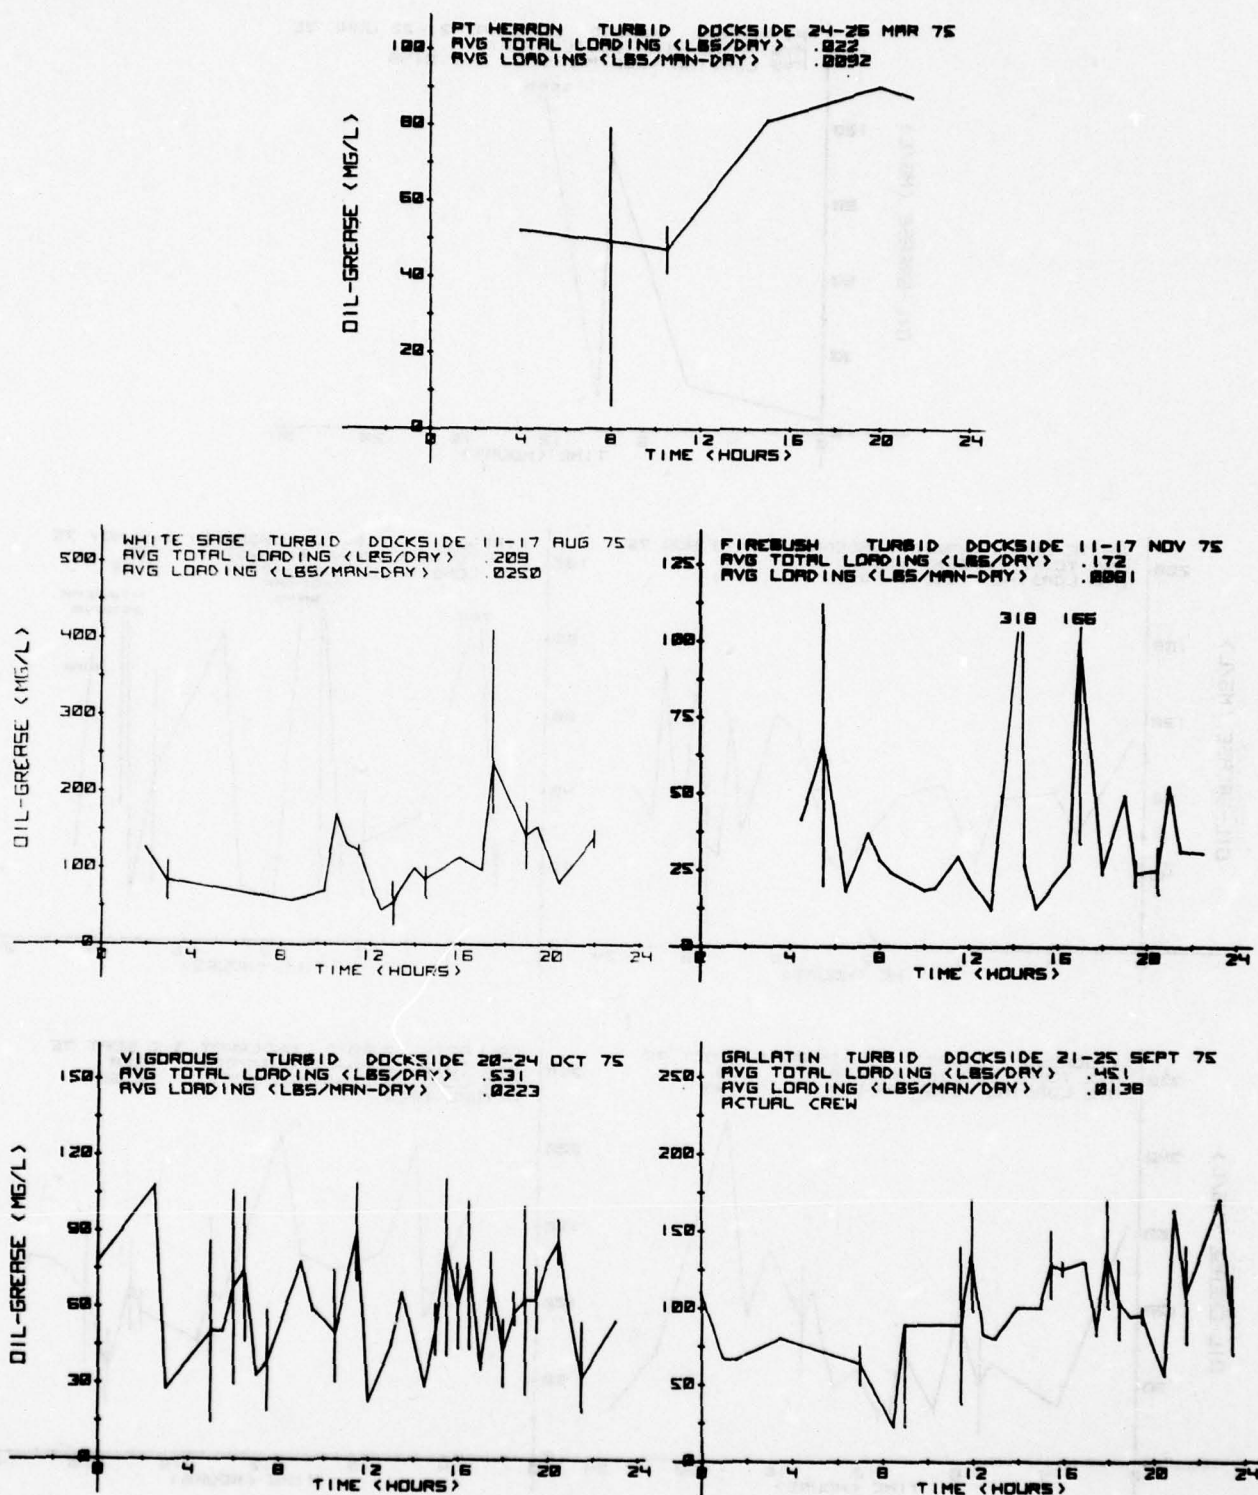 PT HERRON TURBID DOCKSIDE 24-26 MAR 75
AVG TOTAL LOADING <LBS/DAY> .022
AVG LOADING <LBS/MAN-DAY> .0092
OIL-GREASE <MG/L>
100
80
60
40
20
0
0 4 8 12 16 20 24
TIME <HOURS>
WHITE SAGE TURBID DOCKSIDE 11-17 AUG 75
AVG TOTAL LOADING <LBS/DAY> .209
AVG LOADING <LBS/MAN-DAY> .0250
OIL-GREASE <MG/L>
500
400
300
200
100
0
4 8 12 16 20 24
TIME <HOURS>
FIREBUSH TURBID DOCKSIDE 11-17 NOV 75
AVG TOTAL LOADING <LBS/DAY> .172
AVG LOADING <LBS/MAN-DAY> .0081
318 166
125
100
75
50
25
0
0 4 8 12 16 20 24
TIME <HOURS>
VIGOROUS TURBID DOCKSIDE 20-24 OCT 75
AVG TOTAL LOADING <LBS/DAY> .531
AVG LOADING <LBS/MAN-DAY> .0223
OIL-GREASE <MG/L>
150
120
90
60
30
0
0 4 8 12 16 20 24
TIME <HOURS>
GALLATIN TURBID DOCKSIDE 21-25 SEPT 75
AVG TOTAL LOADING <LBS/DAY> .451
AVG LOADING <LBS/MAN/DAY> .0138
ACTUAL CREW
250
200
150
100
50
0
0 4 8 12 16 20 24
TIME <HOURS>